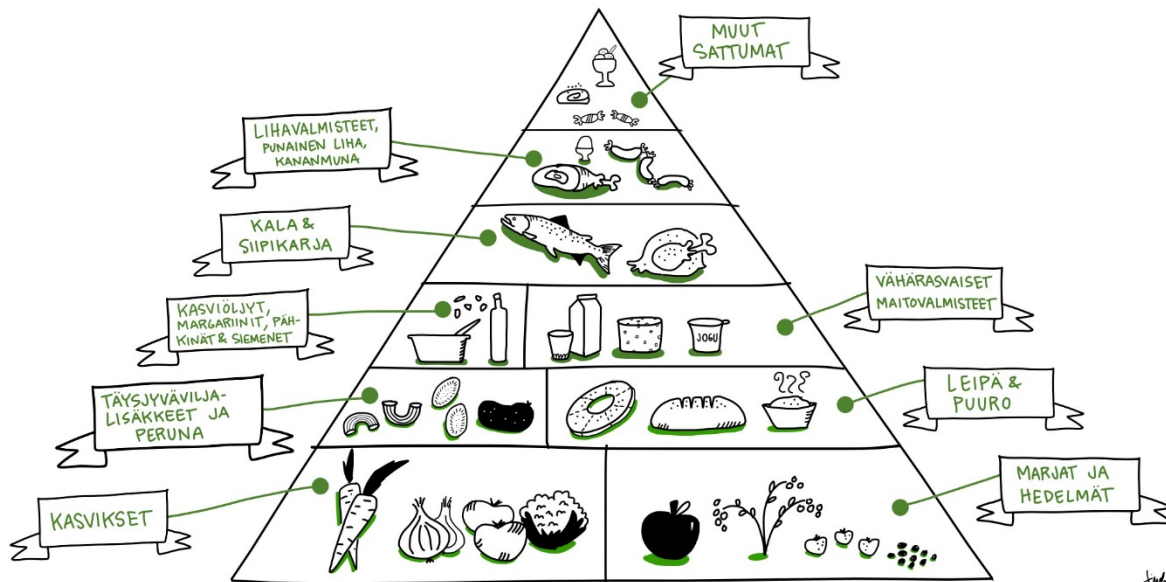 MUUT
SATTUMAT
LIHAVALMISTEET,
PUNAINEN LIHA,
KANANMUNA
KALA &
SIIPIKARJA
KASVIÖLJYT,
MARGARIINIT, PÄH-
KINÄT & SIEMENET
VÄHÄRASVAISET
MAITOVALMISTEET
JOGU
TÄYSJYVÄVILJA-
LISÄKKEET JA
PERUNA
LEIPÄ &
PUURO
KASVIKSET
MARJAT JA
HEDELMÄT